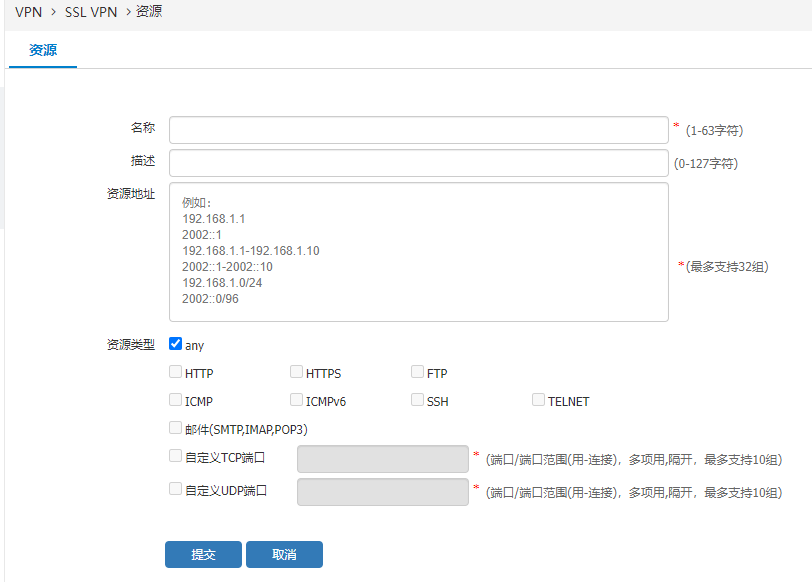 VPN > SSL VPN > 资源
资源
名称 * (1-63字符)
描述 (0-127字符)
资源地址
例如：
192.168.1.1
2002::1
192.168.1.1-192.168.1.10
2002::1-2002::10
192.168.1.0/24
2002::0/96
*(最多支持32组)
资源类型 any
HTTP HTTPS FTP
ICMP ICMPv6 SSH TELNET
邮件(SMTP,IMAP,POP3)
自定义TCP端口 * (端口/端口范围(用-连接)，多项用,隔开，最多支持10组)
自定义UDP端口 * (端口/端口范围(用-连接)，多项用,隔开，最多支持10组)
提交 取消